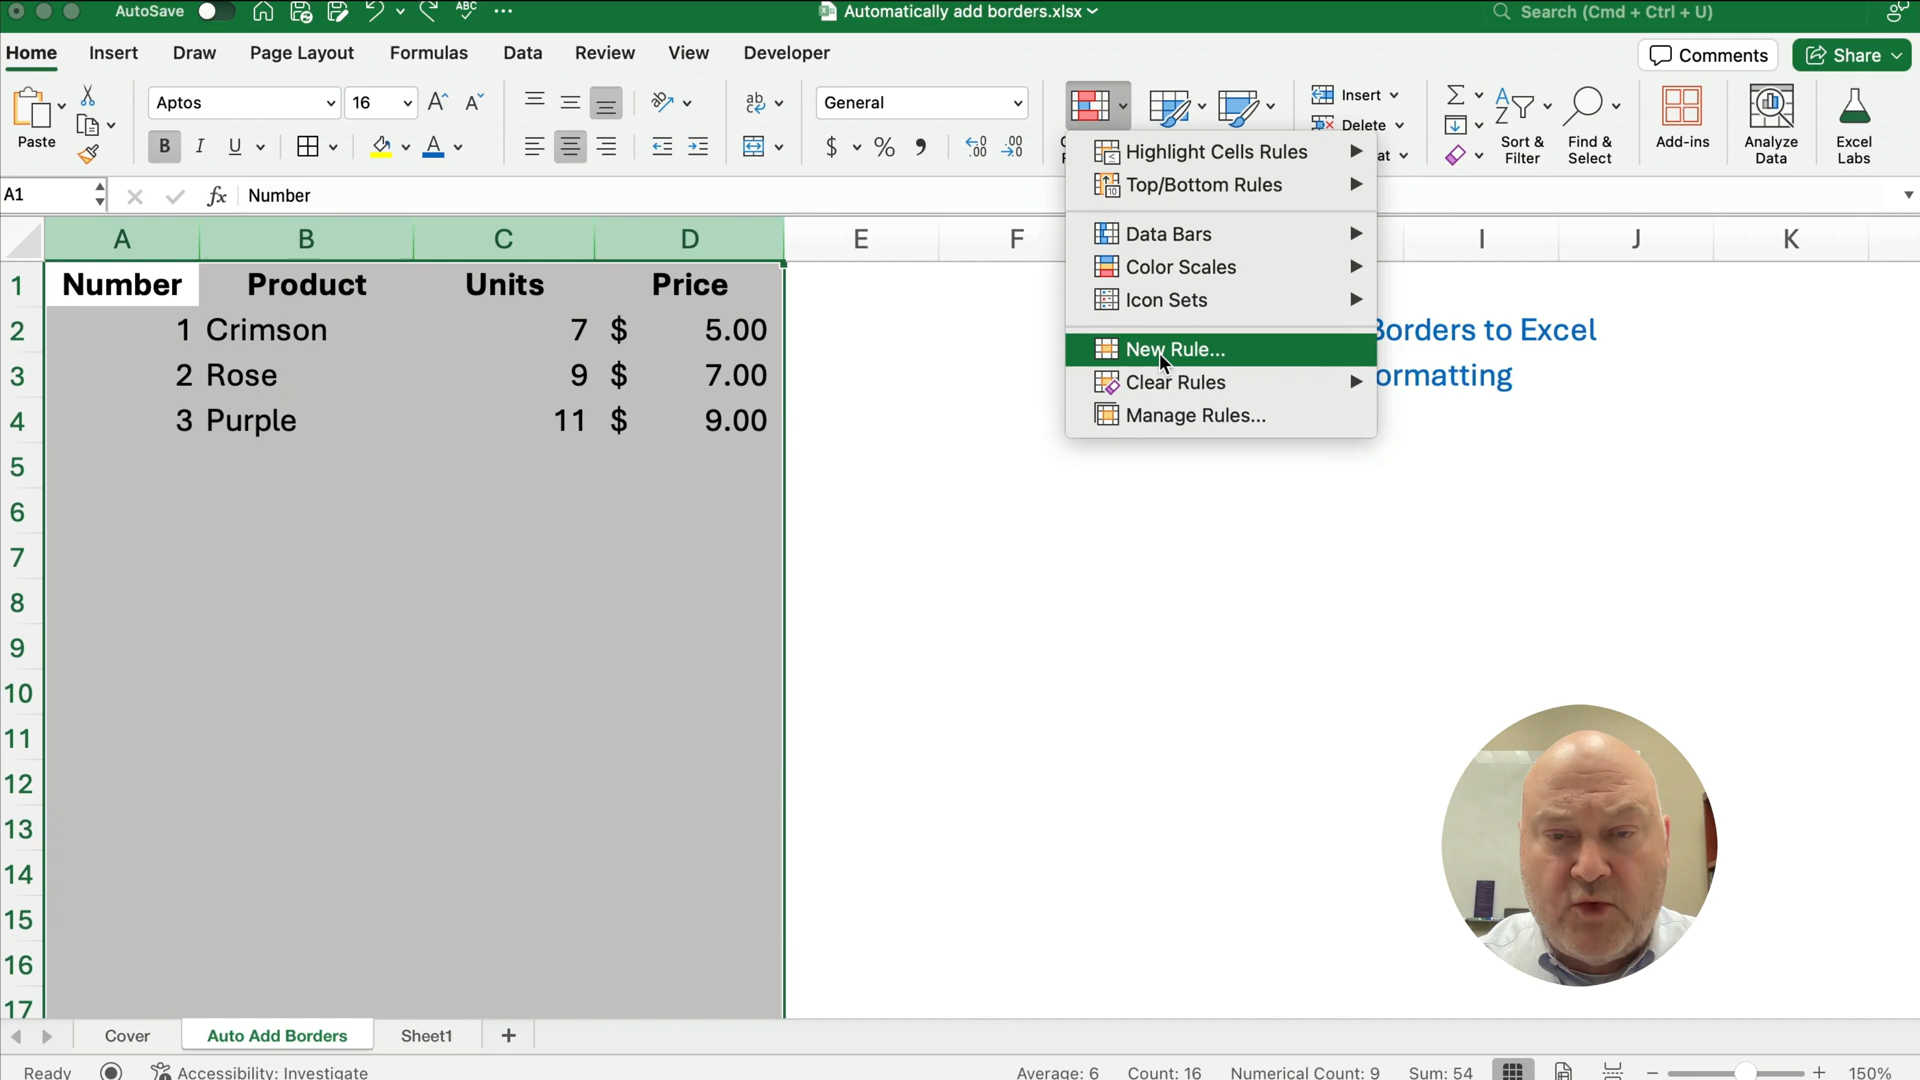 AutoSave
ABC
Automatically add borders.xlsx
Search (Cmd + Ctrl + U)
Home Insert Draw Page Layout Formulas Data Review View Developer
Comments Share
Paste
Aptos 16
B I U A
ab
General
$ % 9
Insert
Delete
Sort & Filter
Find & Select
Add-ins
Analyze Data
Excel Labs
Highlight Cells Rules
Top/Bottom Rules
Data Bars
Color Scales
Icon Sets
New Rule...
Clear Rules
Manage Rules...
A1 fx Number
A B C D E F I J K
1 Number Product Units Price
2 1 Crimson 7 $ 5.00 Borders to Excel
3 2 Rose 9 $ 7.00 ormatting
4 3 Purple 11 $ 9.00
5
6
7
8
9
10
11
12
13
14
15
16
17
Cover Auto Add Borders Sheet1 +
Ready Accessibility: Investigate Average: 6 Count: 16 Numerical Count: 9 Sum: 54 150%